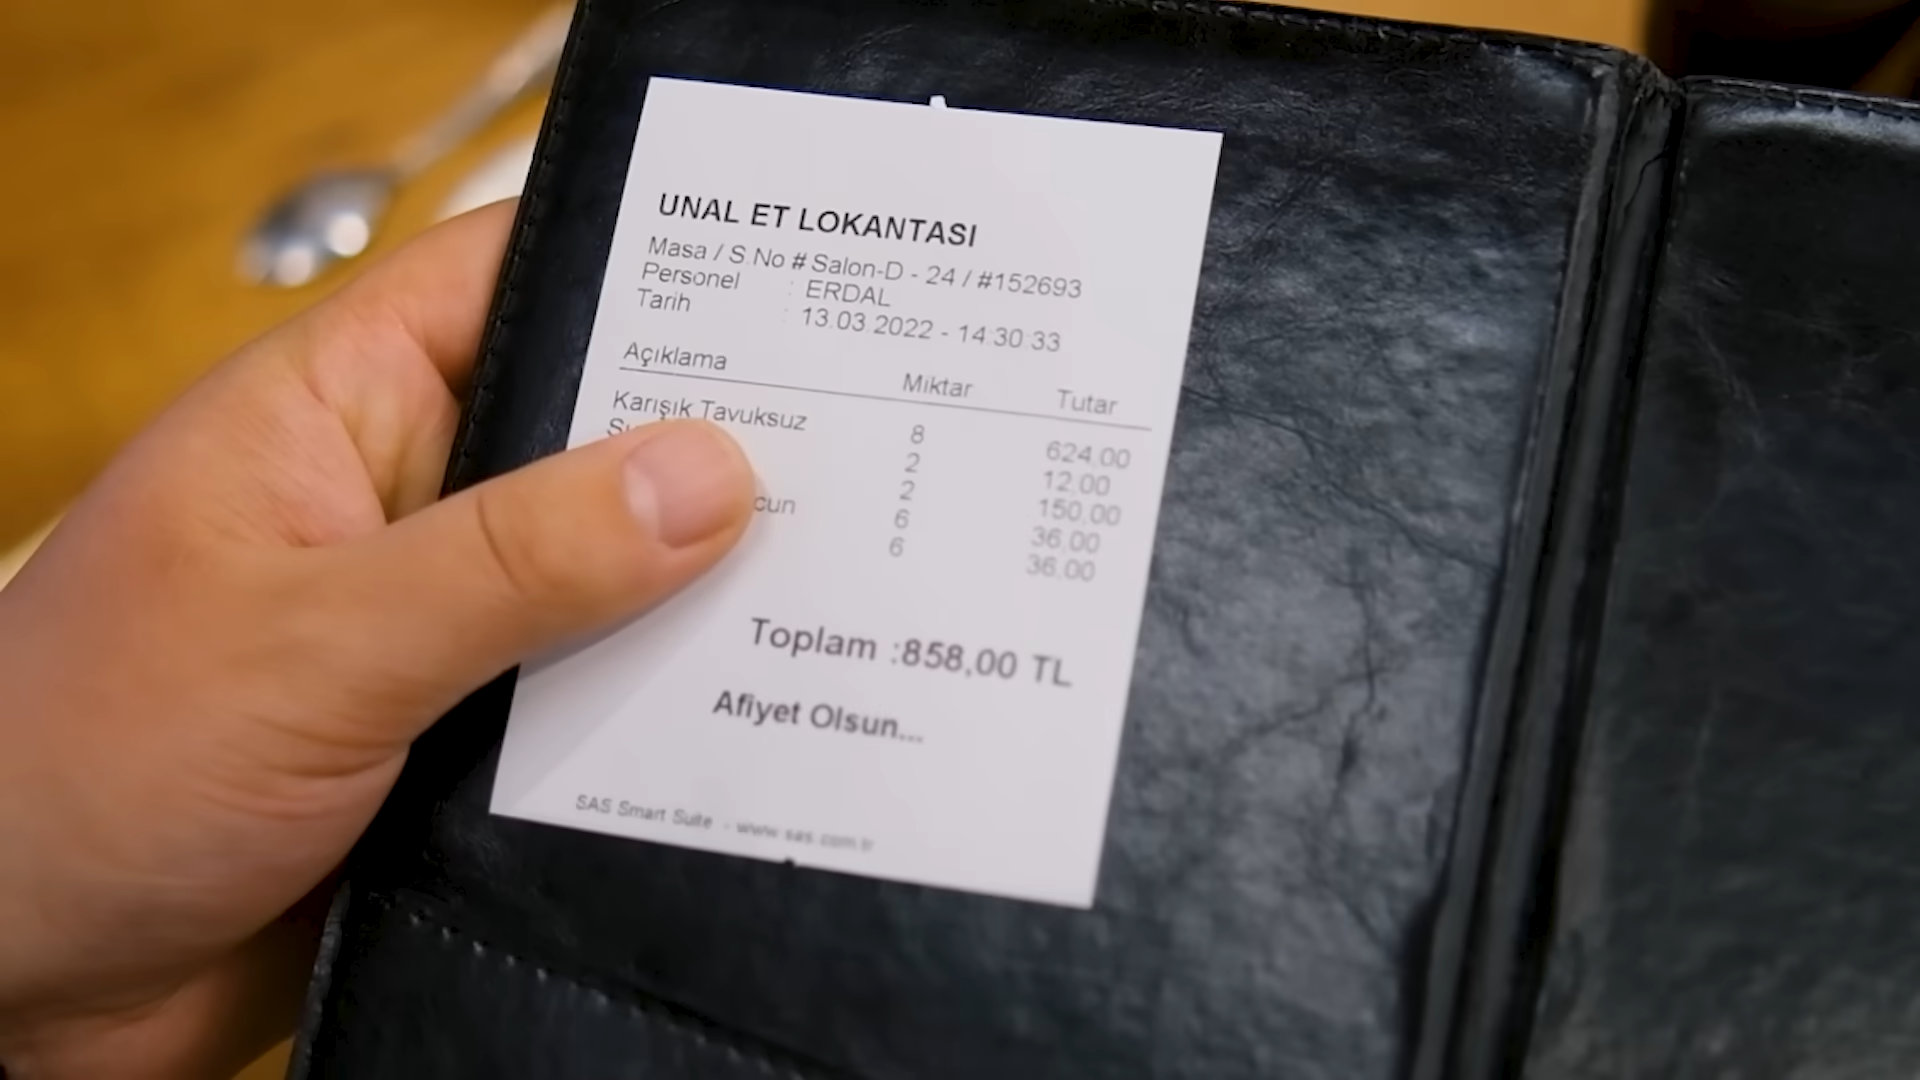 UNAL ET LOKANTASI
Masa / S.No # Salon-D - 24 / #152693
Personel : ERDAL
Tarih : 13.03.2022 - 14:30:33
Açıklama Miktar Tutar
Karışık Tavuksuz 8 624,00
2 12,00
2 150,00
cun 6 36,00
6 36,00
Toplam :858,00 TL
Afiyet Olsun...
SAS Smart Suite - www.sas.com.tr